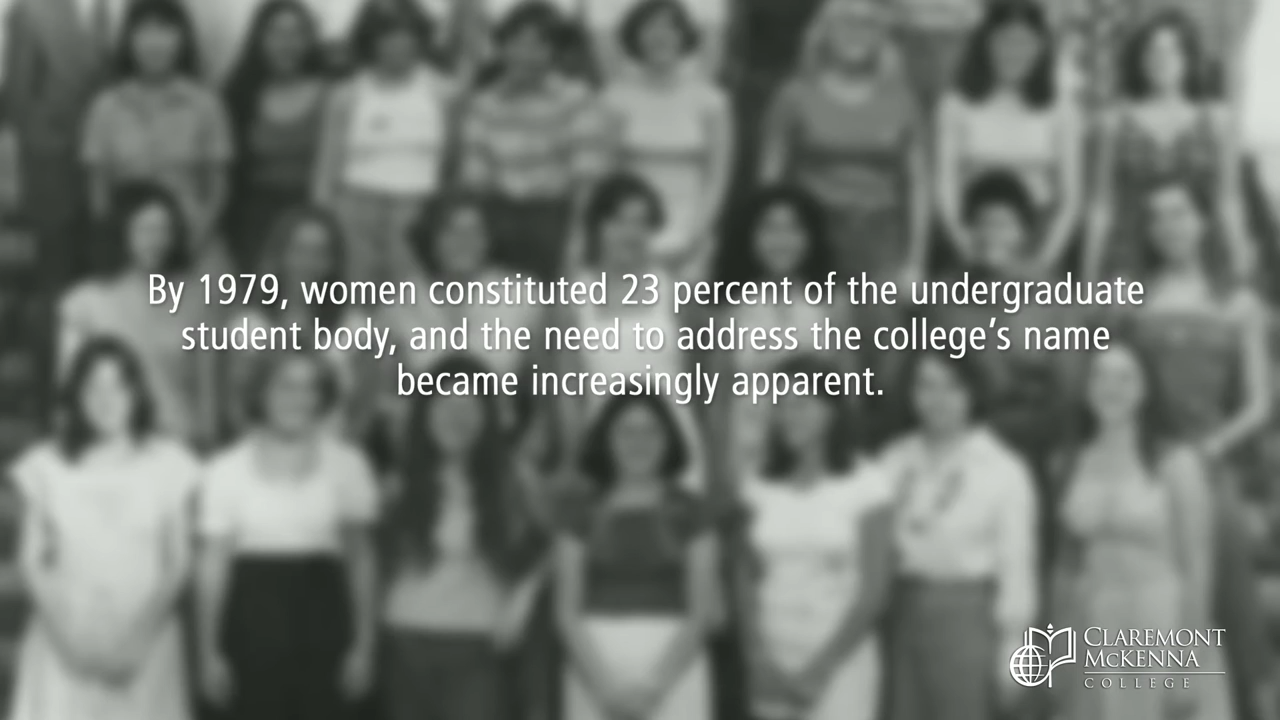 By 1979, women constituted 23 percent of the undergraduate
student body, and the need to address the college’s name
became increasingly apparent.
CLAREMONT
MCKENNA
COLLEGE